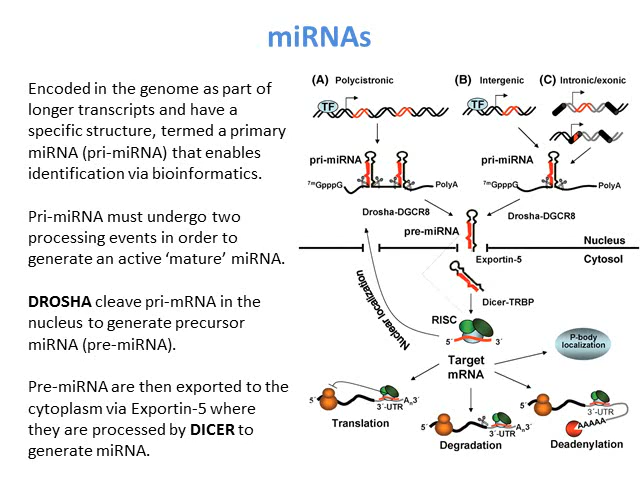 miRNAs
Encoded in the genome as part of
longer transcripts and have a
specific structure, termed a primary
miRNA (pri-miRNA) that enables
identification via bioinformatics.
Pri-miRNA must undergo two
processing events in order to
generate an active ‘mature’ miRNA.
DROSHA cleave pri-mRNA in the
nucleus to generate precursor
miRNA (pre-miRNA).
Pre-miRNA are then exported to the
cytoplasm via Exportin-5 where
they are processed by DICER to
generate miRNA.
(A) Polycistronic
(B) Intergenic
(C) Intronic/exonic
TF
TF
pri-miRNA
7mGpppG
PolyA
pri-miRNA
7mGpppG
PolyA
Drosha-DGCR8
Drosha-DGCR8
pre-miRNA
Nucleus
Exportin-5
Cytosol
Nuclear localization
Dicer-TRBP
RISC
5´
3´
Target
mRNA
P-body
localization
5´
3´-UTR
An3´
Translation
5´
3´-UTR
An3´
Degradation
5´
3´-UTR
AAAAA
Deadenylation